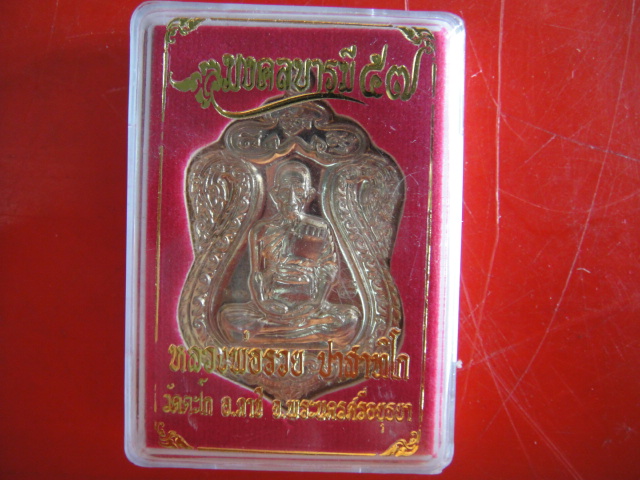 มงคลบารมี ๕๗
หลวงพ่อรวย ปาสาทิโก
วัดตะโก อ.ภาชี จ.พระนครศรีอยุธยา